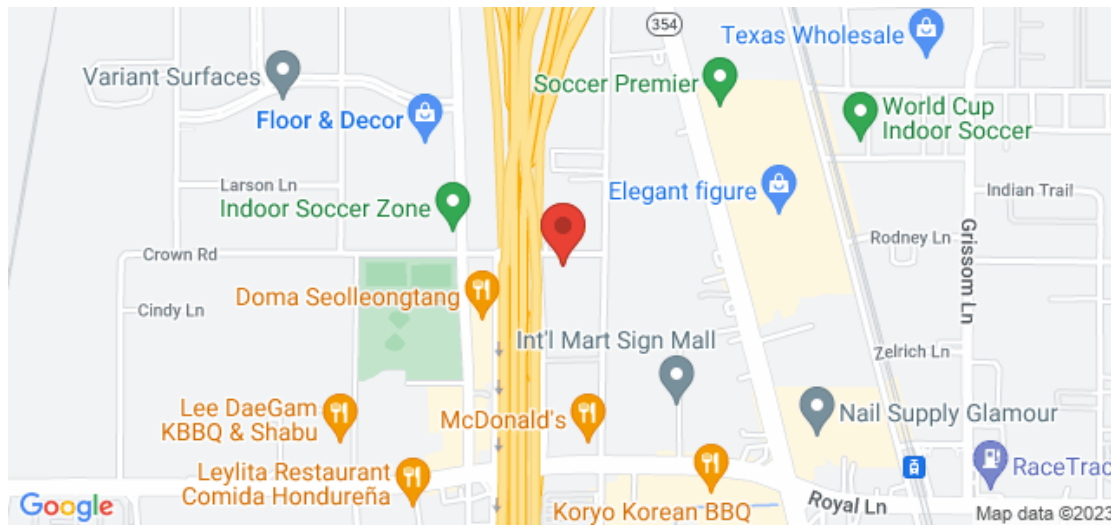 354
Texas Wholesale
Variant Surfaces
Soccer Premier
World Cup
Indoor Soccer
Floor & Decor
Larson Ln
Indoor Soccer Zone
Elegant figure
Indian Trail
Crown Rd
Rodney Ln
Grissom Ln
Doma Seolleongtang
Cindy Ln
Int'l Mart Sign Mall
Zelrich Ln
Lee DaeGam
KBBQ & Shabu
McDonald's
Nail Supply Glamour
Leylita Restaurant
Comida Hondureña
RaceTrac
Koryo Korean BBQ
Royal Ln
Google
Map data ©2023